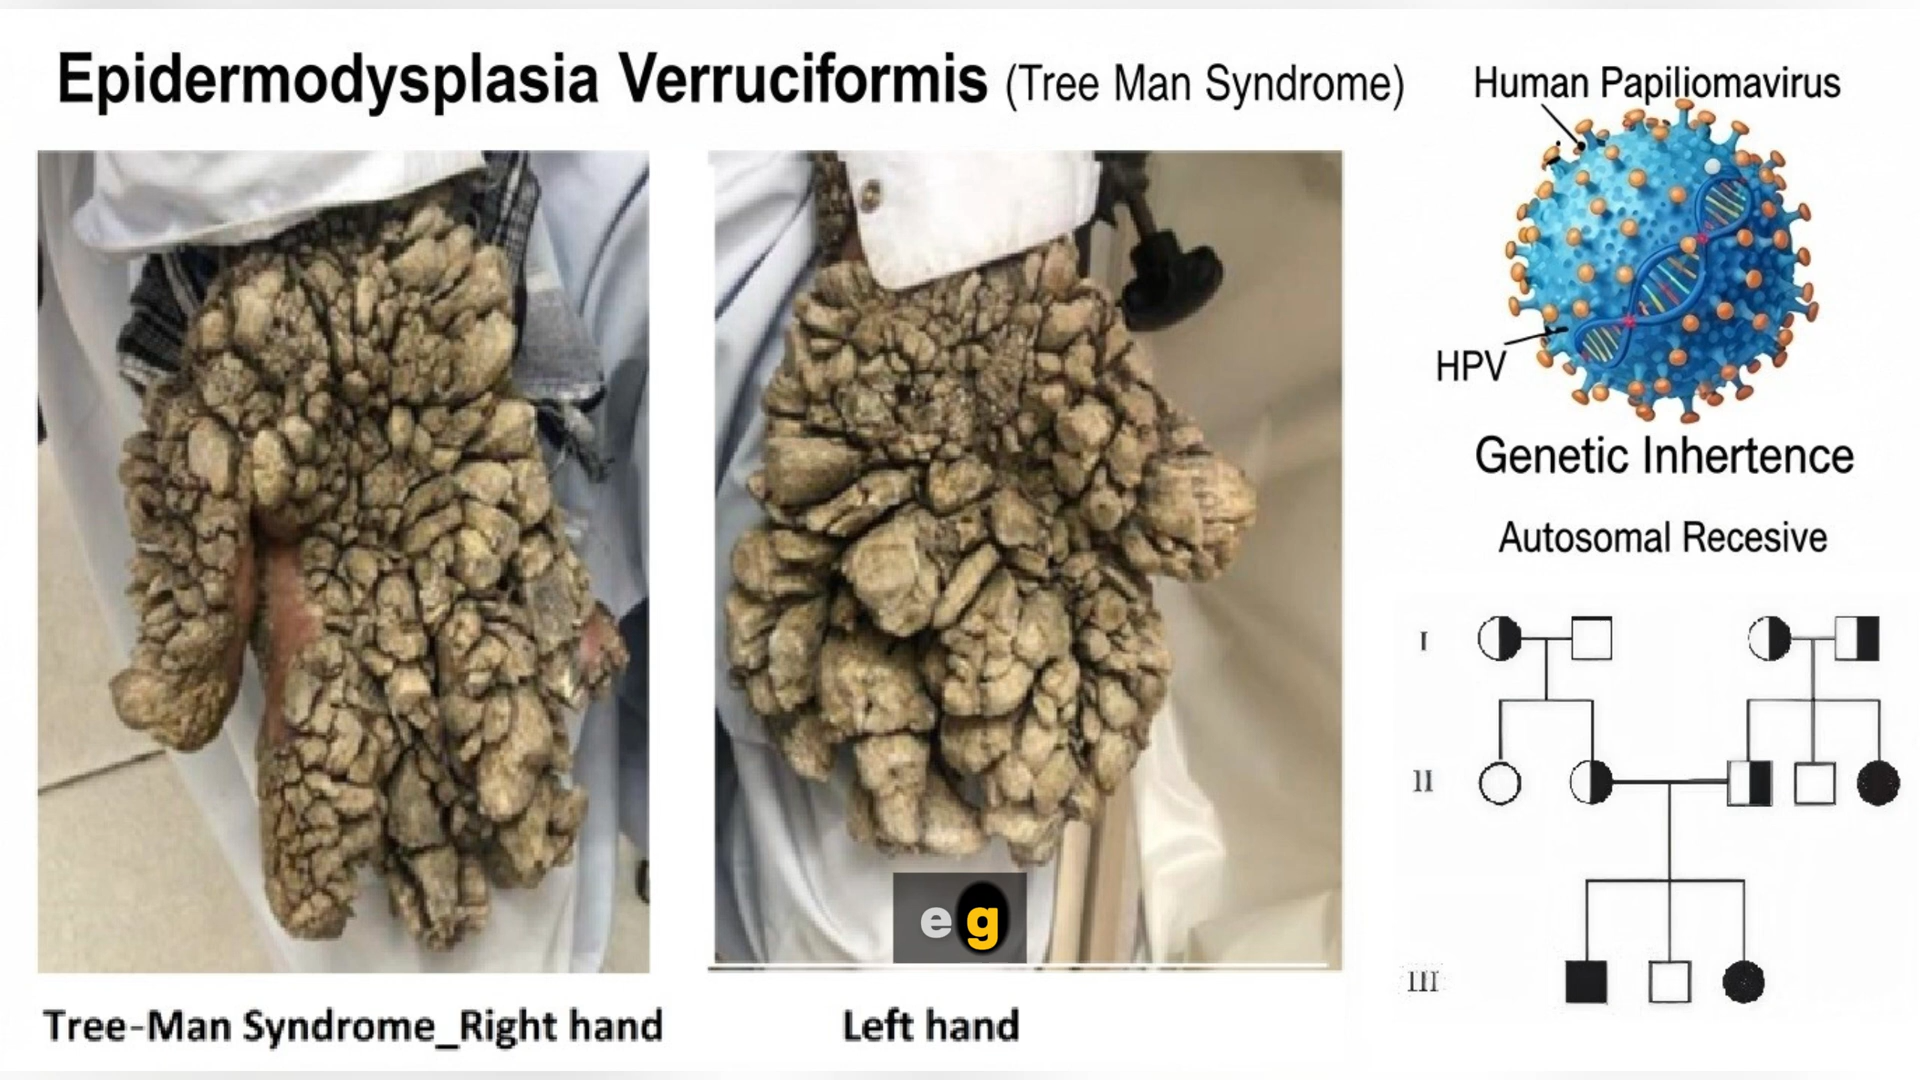 Epidermodysplasia Verruciformis (Tree Man Syndrome)
Human Papiliomavirus
HPV
Genetic Inhertence
Autosomal Recesive
I
II
III
eg
Tree-Man Syndrome_Right hand
Left hand